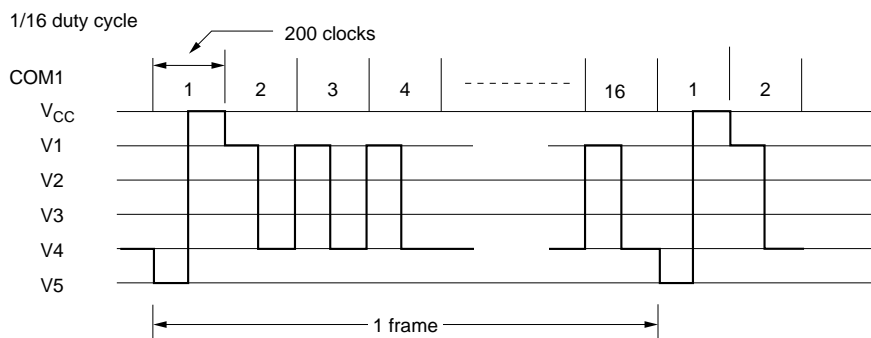 1/16 duty cycle
200 clocks
COM1
1 2 3 4 16 1 2
VCC
V1
V2
V3
V4
V5
1 frame